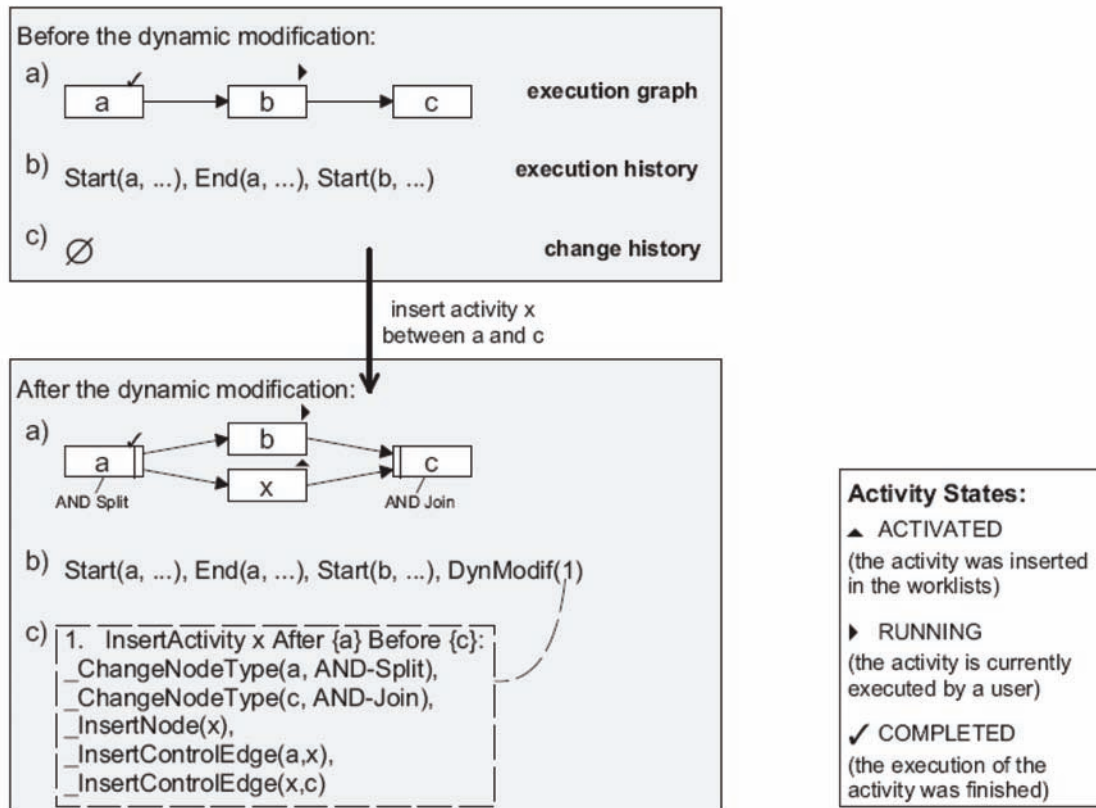 Before the dynamic modification:
a)
a
b
c
execution graph
b) Start(a, ...), End(a, ...), Start(b, ...)
execution history
c) ∅
change history
insert activity x
between a and c
After the dynamic modification:
a)
b
a
c
x
AND Split
AND Join
b) Start(a, ...), End(a, ...), Start(b, ...), DynModif(1)
c) 1. InsertActivity x After {a} Before {c}:
_ChangeNodeType(a, AND-Split),
_ChangeNodeType(c, AND-Join),
_InsertNode(x),
_InsertControlEdge(a,x),
_InsertControlEdge(x,c)
Activity States:
ACTIVATED
(the activity was inserted
in the worklists)
RUNNING
(the activity is currently
executed by a user)
✓ COMPLETED
(the execution of the
activity was finished)